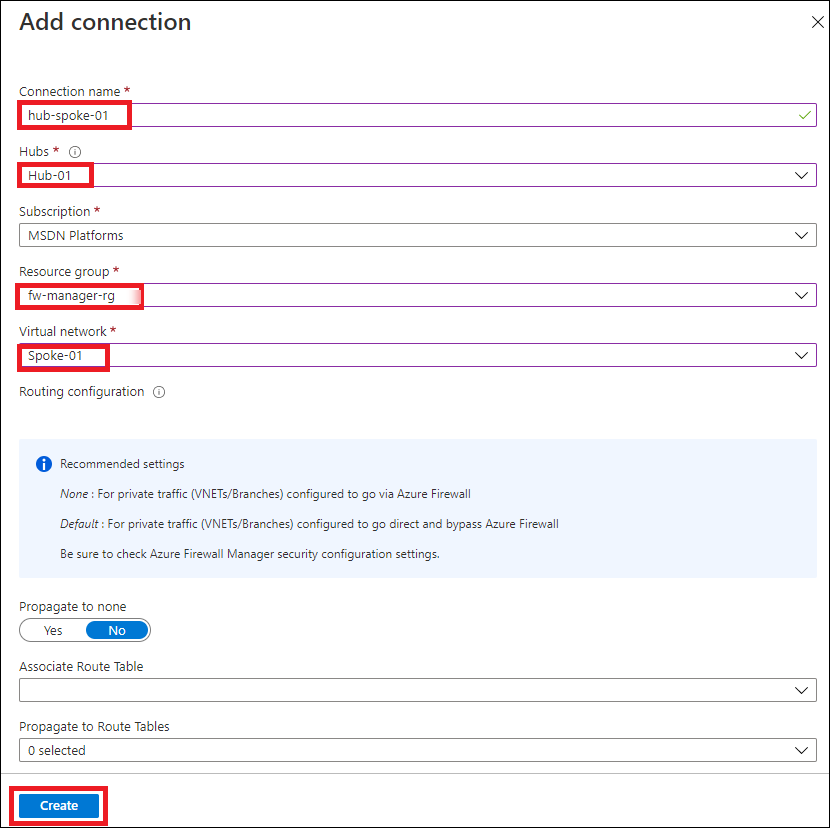 Add connection
Connection name *
hub-spoke-01
Hubs *
Hub-01
Subscription *
MSDN Platforms
Resource group *
fw-manager-rg
Virtual network *
Spoke-01
Routing configuration
Recommended settings
None : For private traffic (VNETs/Branches) configured to go via Azure Firewall
Default : For private traffic (VNETs/Branches) configured to go direct and bypass Azure Firewall
Be sure to check Azure Firewall Manager security configuration settings.
Propagate to none
Yes No
Associate Route Table
Propagate to Route Tables
0 selected
Create